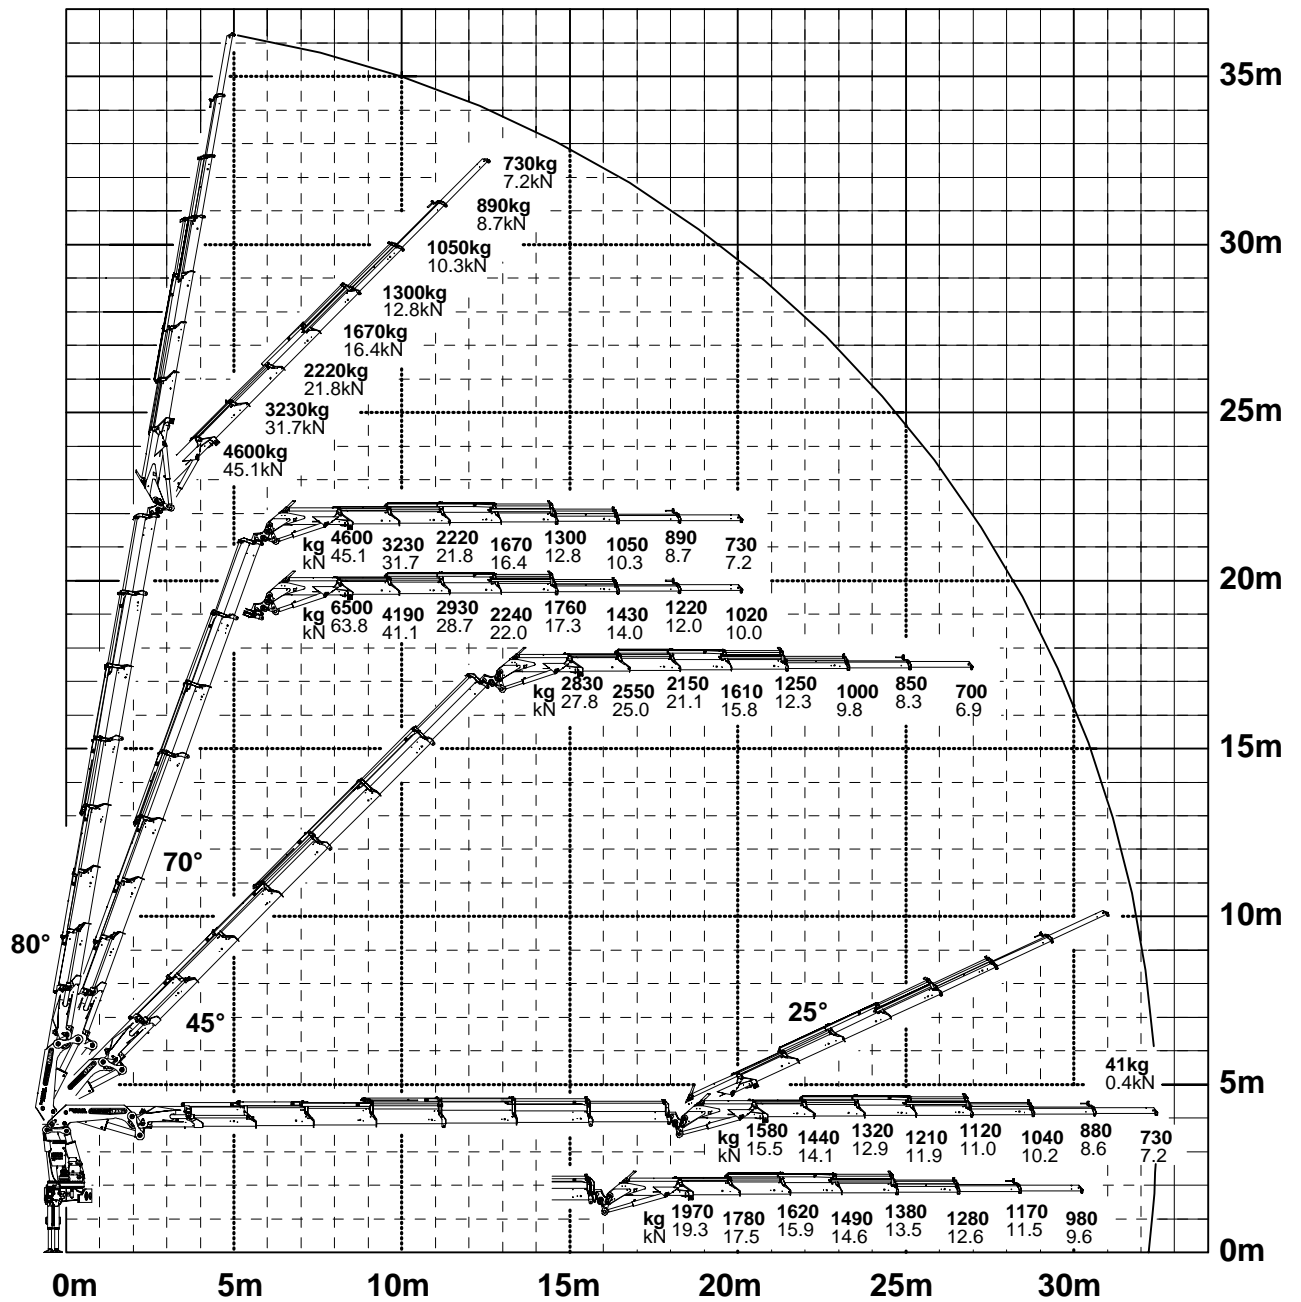 35m
730kg
7.2kN
890kg
8.7kN
30m
1050kg
10.3kN
1300kg
12.8kN
1670kg
16.4kN
2220kg
21.8kN
25m
3230kg
31.7kN
4600kg
45.1kN
kg 4600 3230 2220 1670 1300 1050 890 730
kN 45.1 31.7 21.8 16.4 12.8 10.3 8.7 7.2
20m
kg 6500 4190 2930 2240 1760 1430 1220 1020
kN 63.8 41.1 28.7 22.0 17.3 14.0 12.0 10.0
kg 2830 2550 2150 1610 1250 1000 850 700
kN 27.8 25.0 21.1 15.8 12.3 9.8 8.3 6.9
15m
70°
10m
80°
45°
25°
41kg
0.4kN
5m
kg 1580 1440 1320 1210 1120 1040 880 730
kN 15.5 14.1 12.9 11.9 11.0 10.2 8.6 7.2
kg 1970 1780 1620 1490 1380 1280 1170 980
kN 19.3 17.5 15.9 14.6 13.5 12.6 11.5 9.6
0m
0m 5m 10m 15m 20m 25m 30m